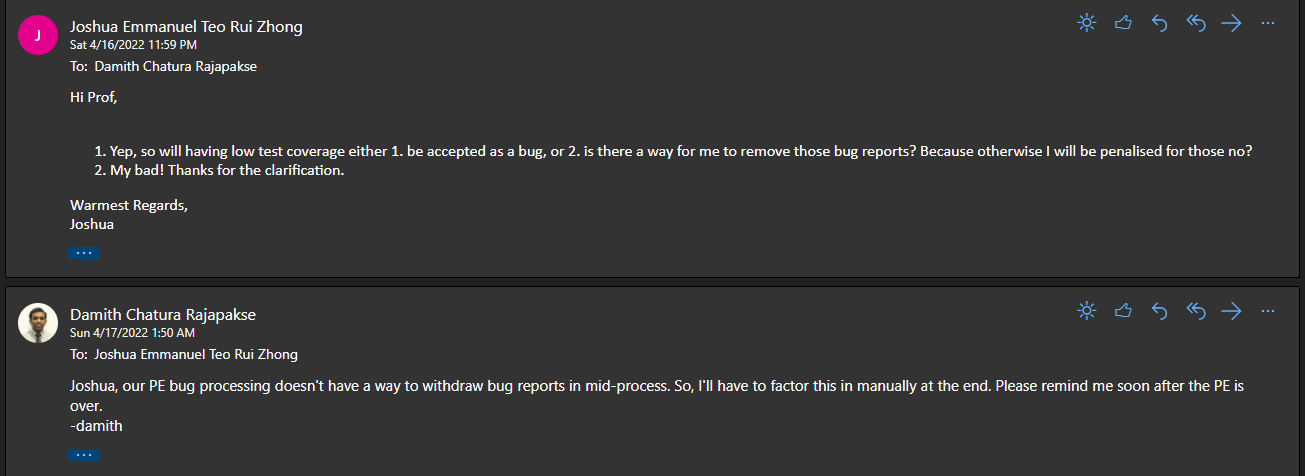 J
Joshua Emmanuel Teo Rui Zhong
Sat 4/16/2022 11:59 PM
To: Damith Chatura Rajapakse
Hi Prof,
1. Yep, so will having low test coverage either 1. be accepted as a bug, or 2. is there a way for me to remove those bug reports? Because otherwise I will be penalised for those no?
2. My bad! Thanks for the clarification.
Warmest Regards,
Joshua
...
Damith Chatura Rajapakse
Sun 4/17/2022 1:50 AM
To: Joshua Emmanuel Teo Rui Zhong
Joshua, our PE bug processing doesn't have a way to withdraw bug reports in mid-process. So, I'll have to factor this in manually at the end. Please remind me soon after the PE is
over.
-damith
...